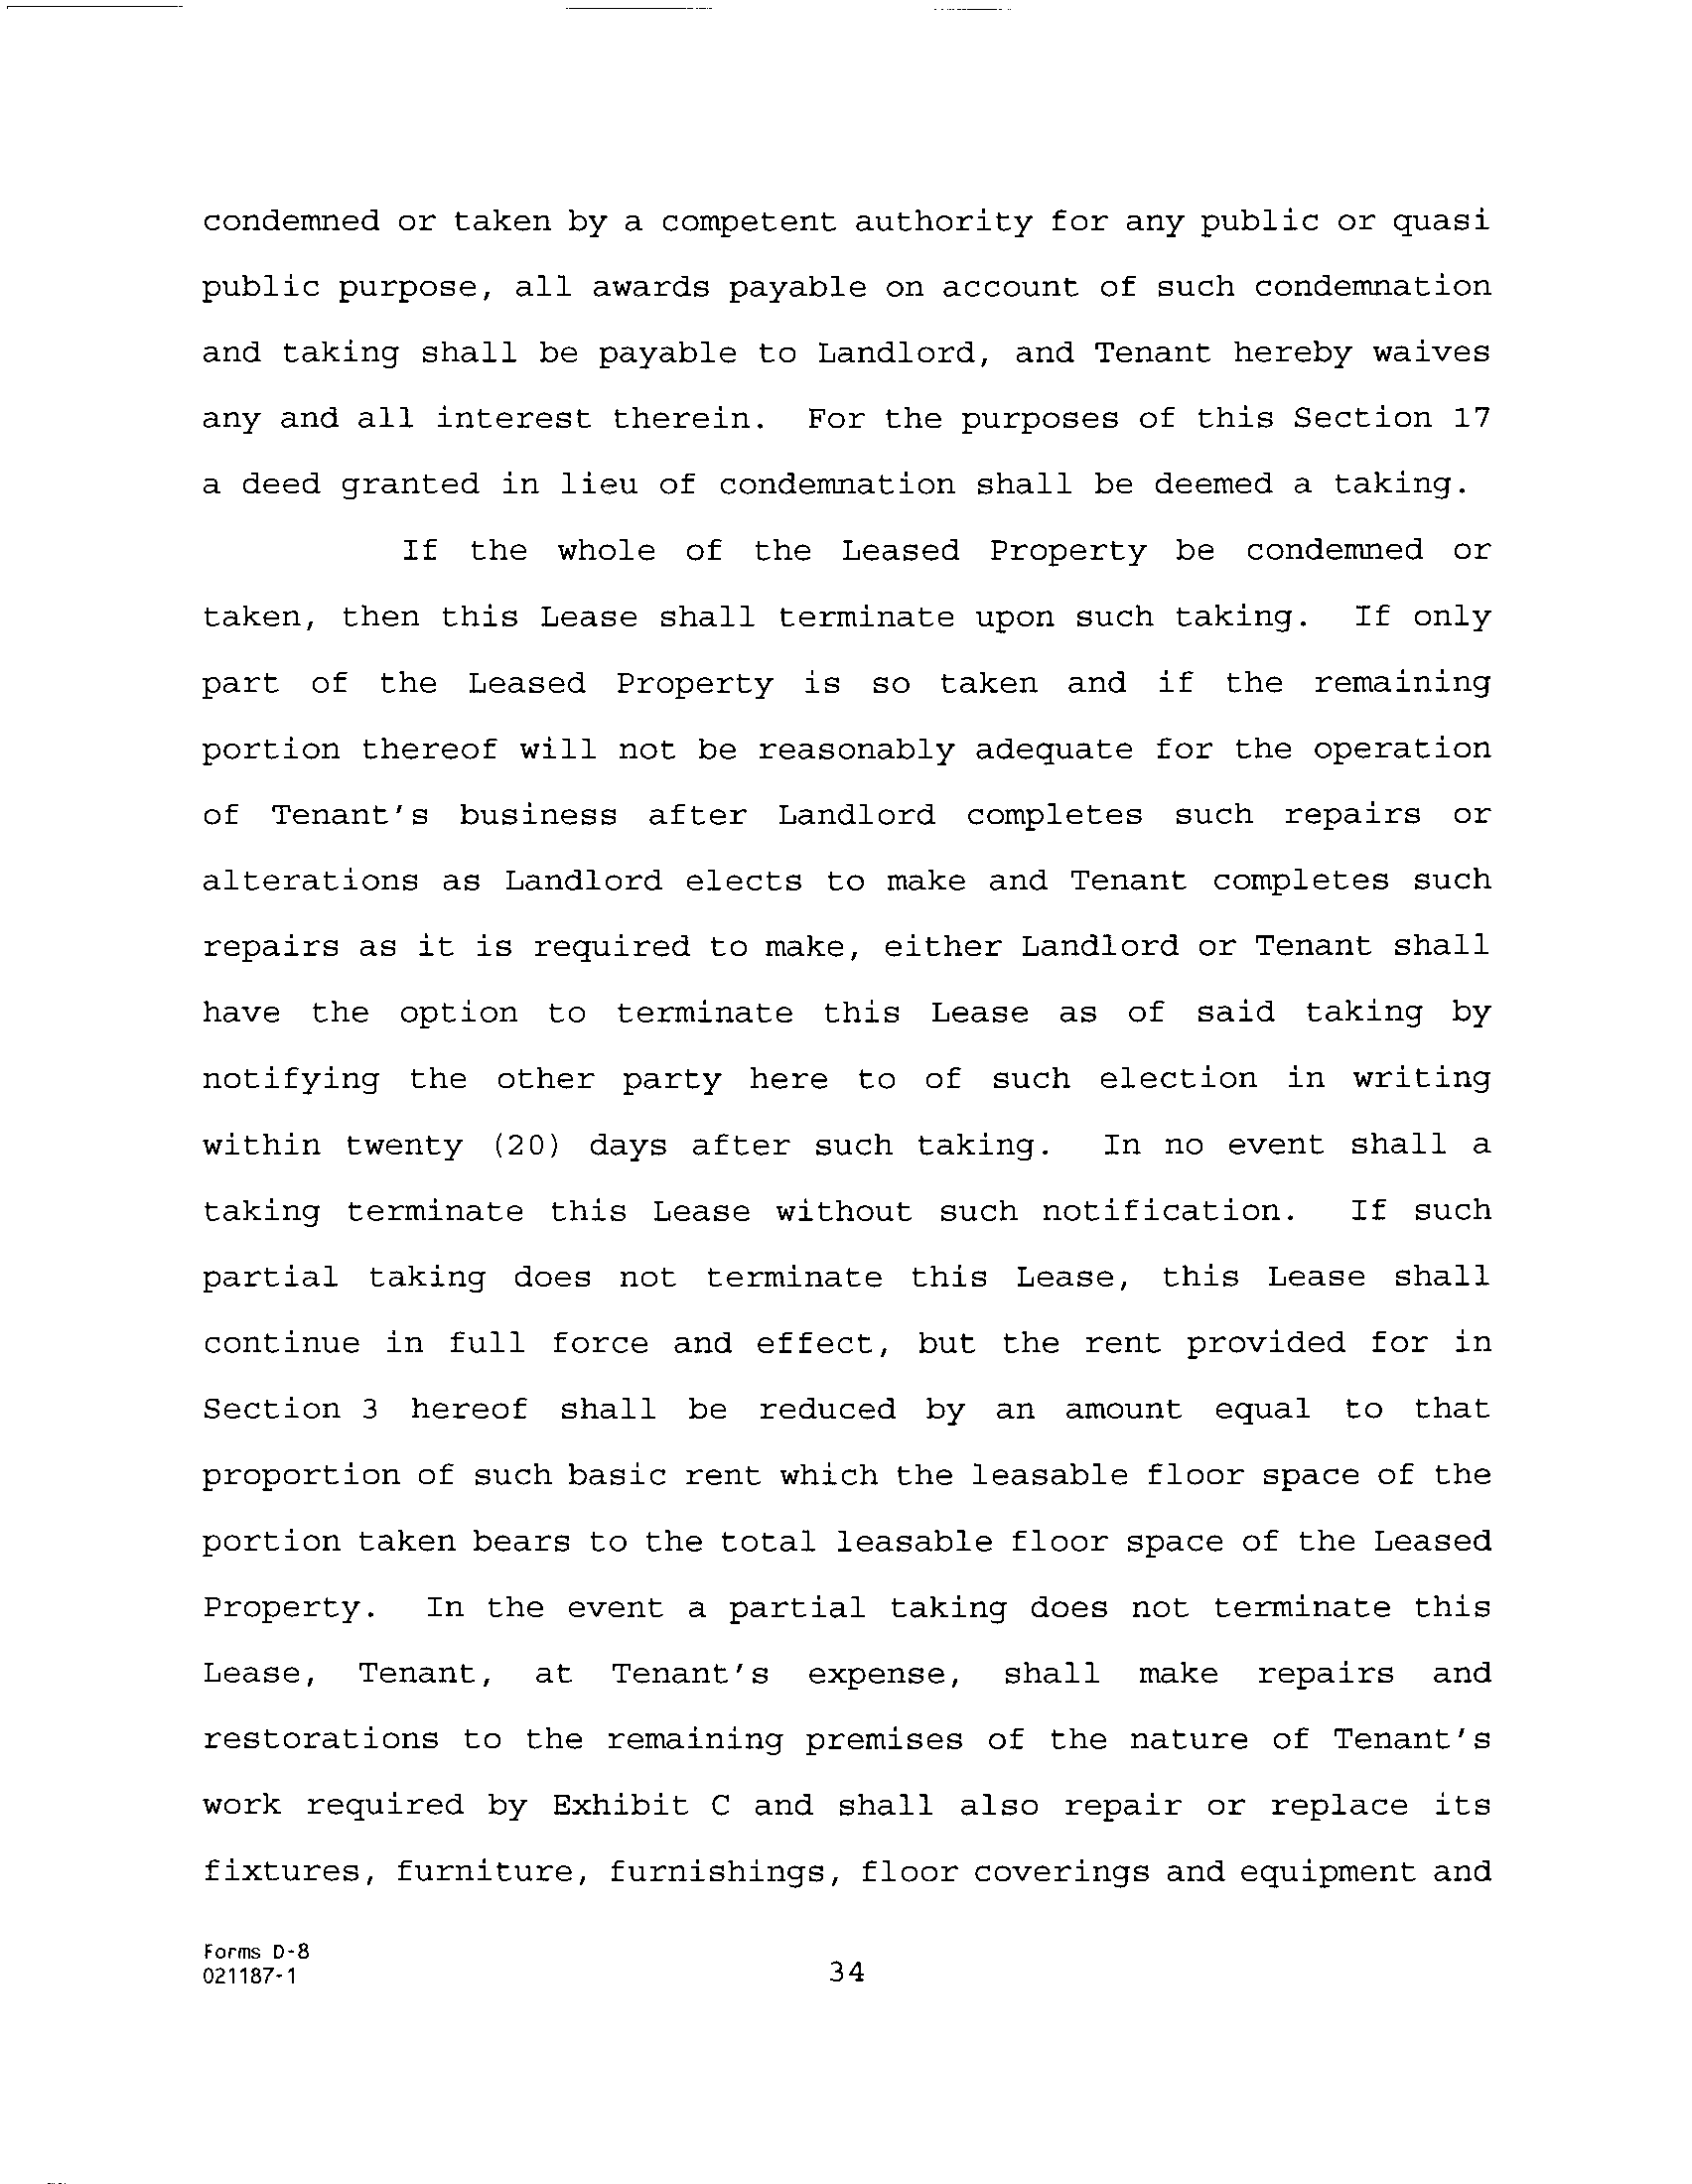 condemned or taken by a competent authority for any public or quasi
public purpose, all awards payable on account of such condemnation
and taking shall be payable to Landlord, and Tenant hereby waives
any and all interest therein. For the purposes of this Section 17
a deed granted in lieu of condemnation shall be deemed a taking.
If the whole of the Leased Property be condemned or
taken, then this Lease shall terminate upon such taking. If only
part of the Leased Property is so taken and if the remaining
portion thereof will not be reasonably adequate for the operation
of Tenant's business after Landlord completes such repairs or
alterations as Landlord elects to make and Tenant completes such
repairs as it is required to make, either Landlord or Tenant shall
have the option to terminate this Lease as of said taking by
notifying the other party here to of such election in writing
within twenty (20) days after such taking. In no event shall a
taking terminate this Lease without such notification. If such
partial taking does not terminate this Lease, this Lease shall
continue in full force and effect, but the rent provided for in
Section 3 hereof shall be reduced by an amount equal to that
proportion of such basic rent which the leasable floor space of the
portion taken bears to the total leasable floor space of the Leased
Property. In the event a partial taking does not terminate this
Lease, Tenant, at Tenant's expense, shall make repairs and
restorations to the remaining premises of the nature of Tenant's
work required by Exhibit C and shall also repair or replace its
fixtures, furniture, furnishings, floor coverings and equipment and
Forms D-8
021187-1
34